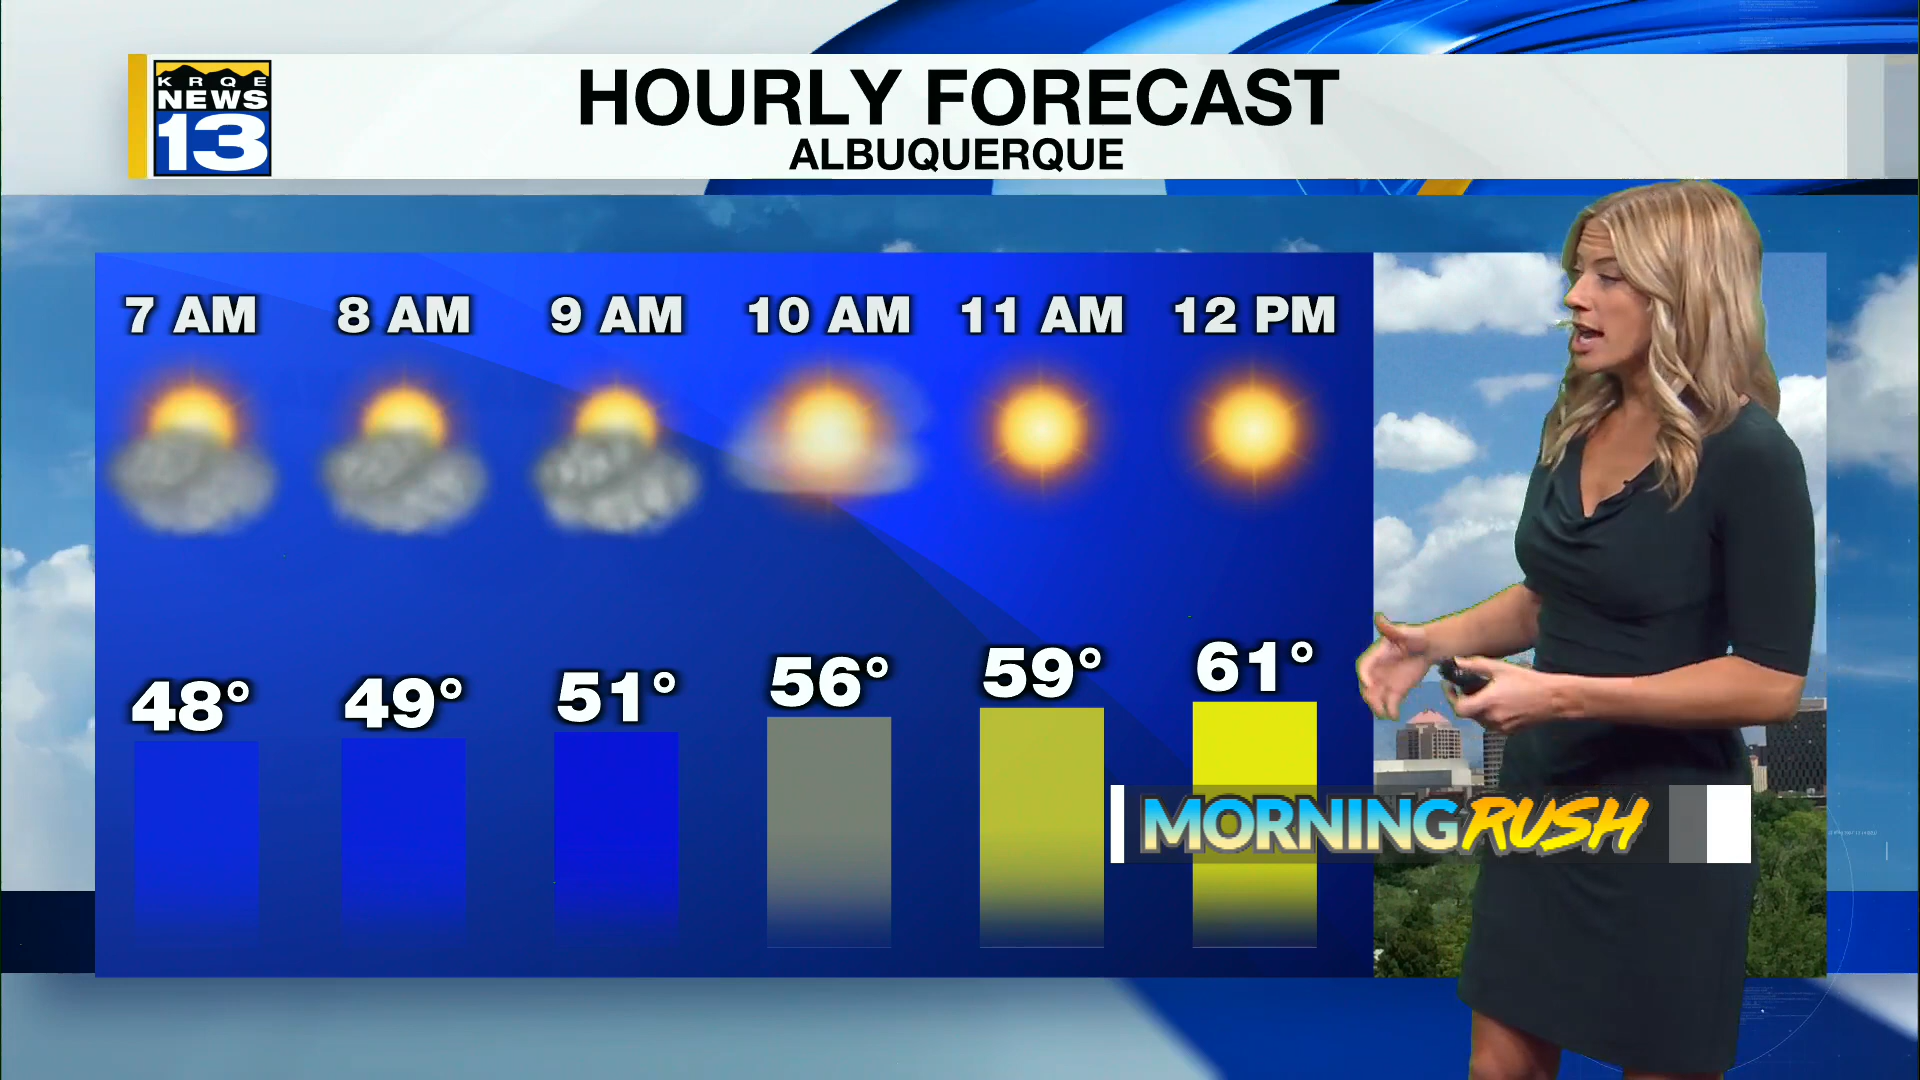 KRQE
NEWS
13
HOURLY FORECAST
ALBUQUERQUE
7 AM 8 AM 9 AM 10 AM 11 AM 12 PM
48° 49° 51° 56° 59° 61°
MORNING RUSH